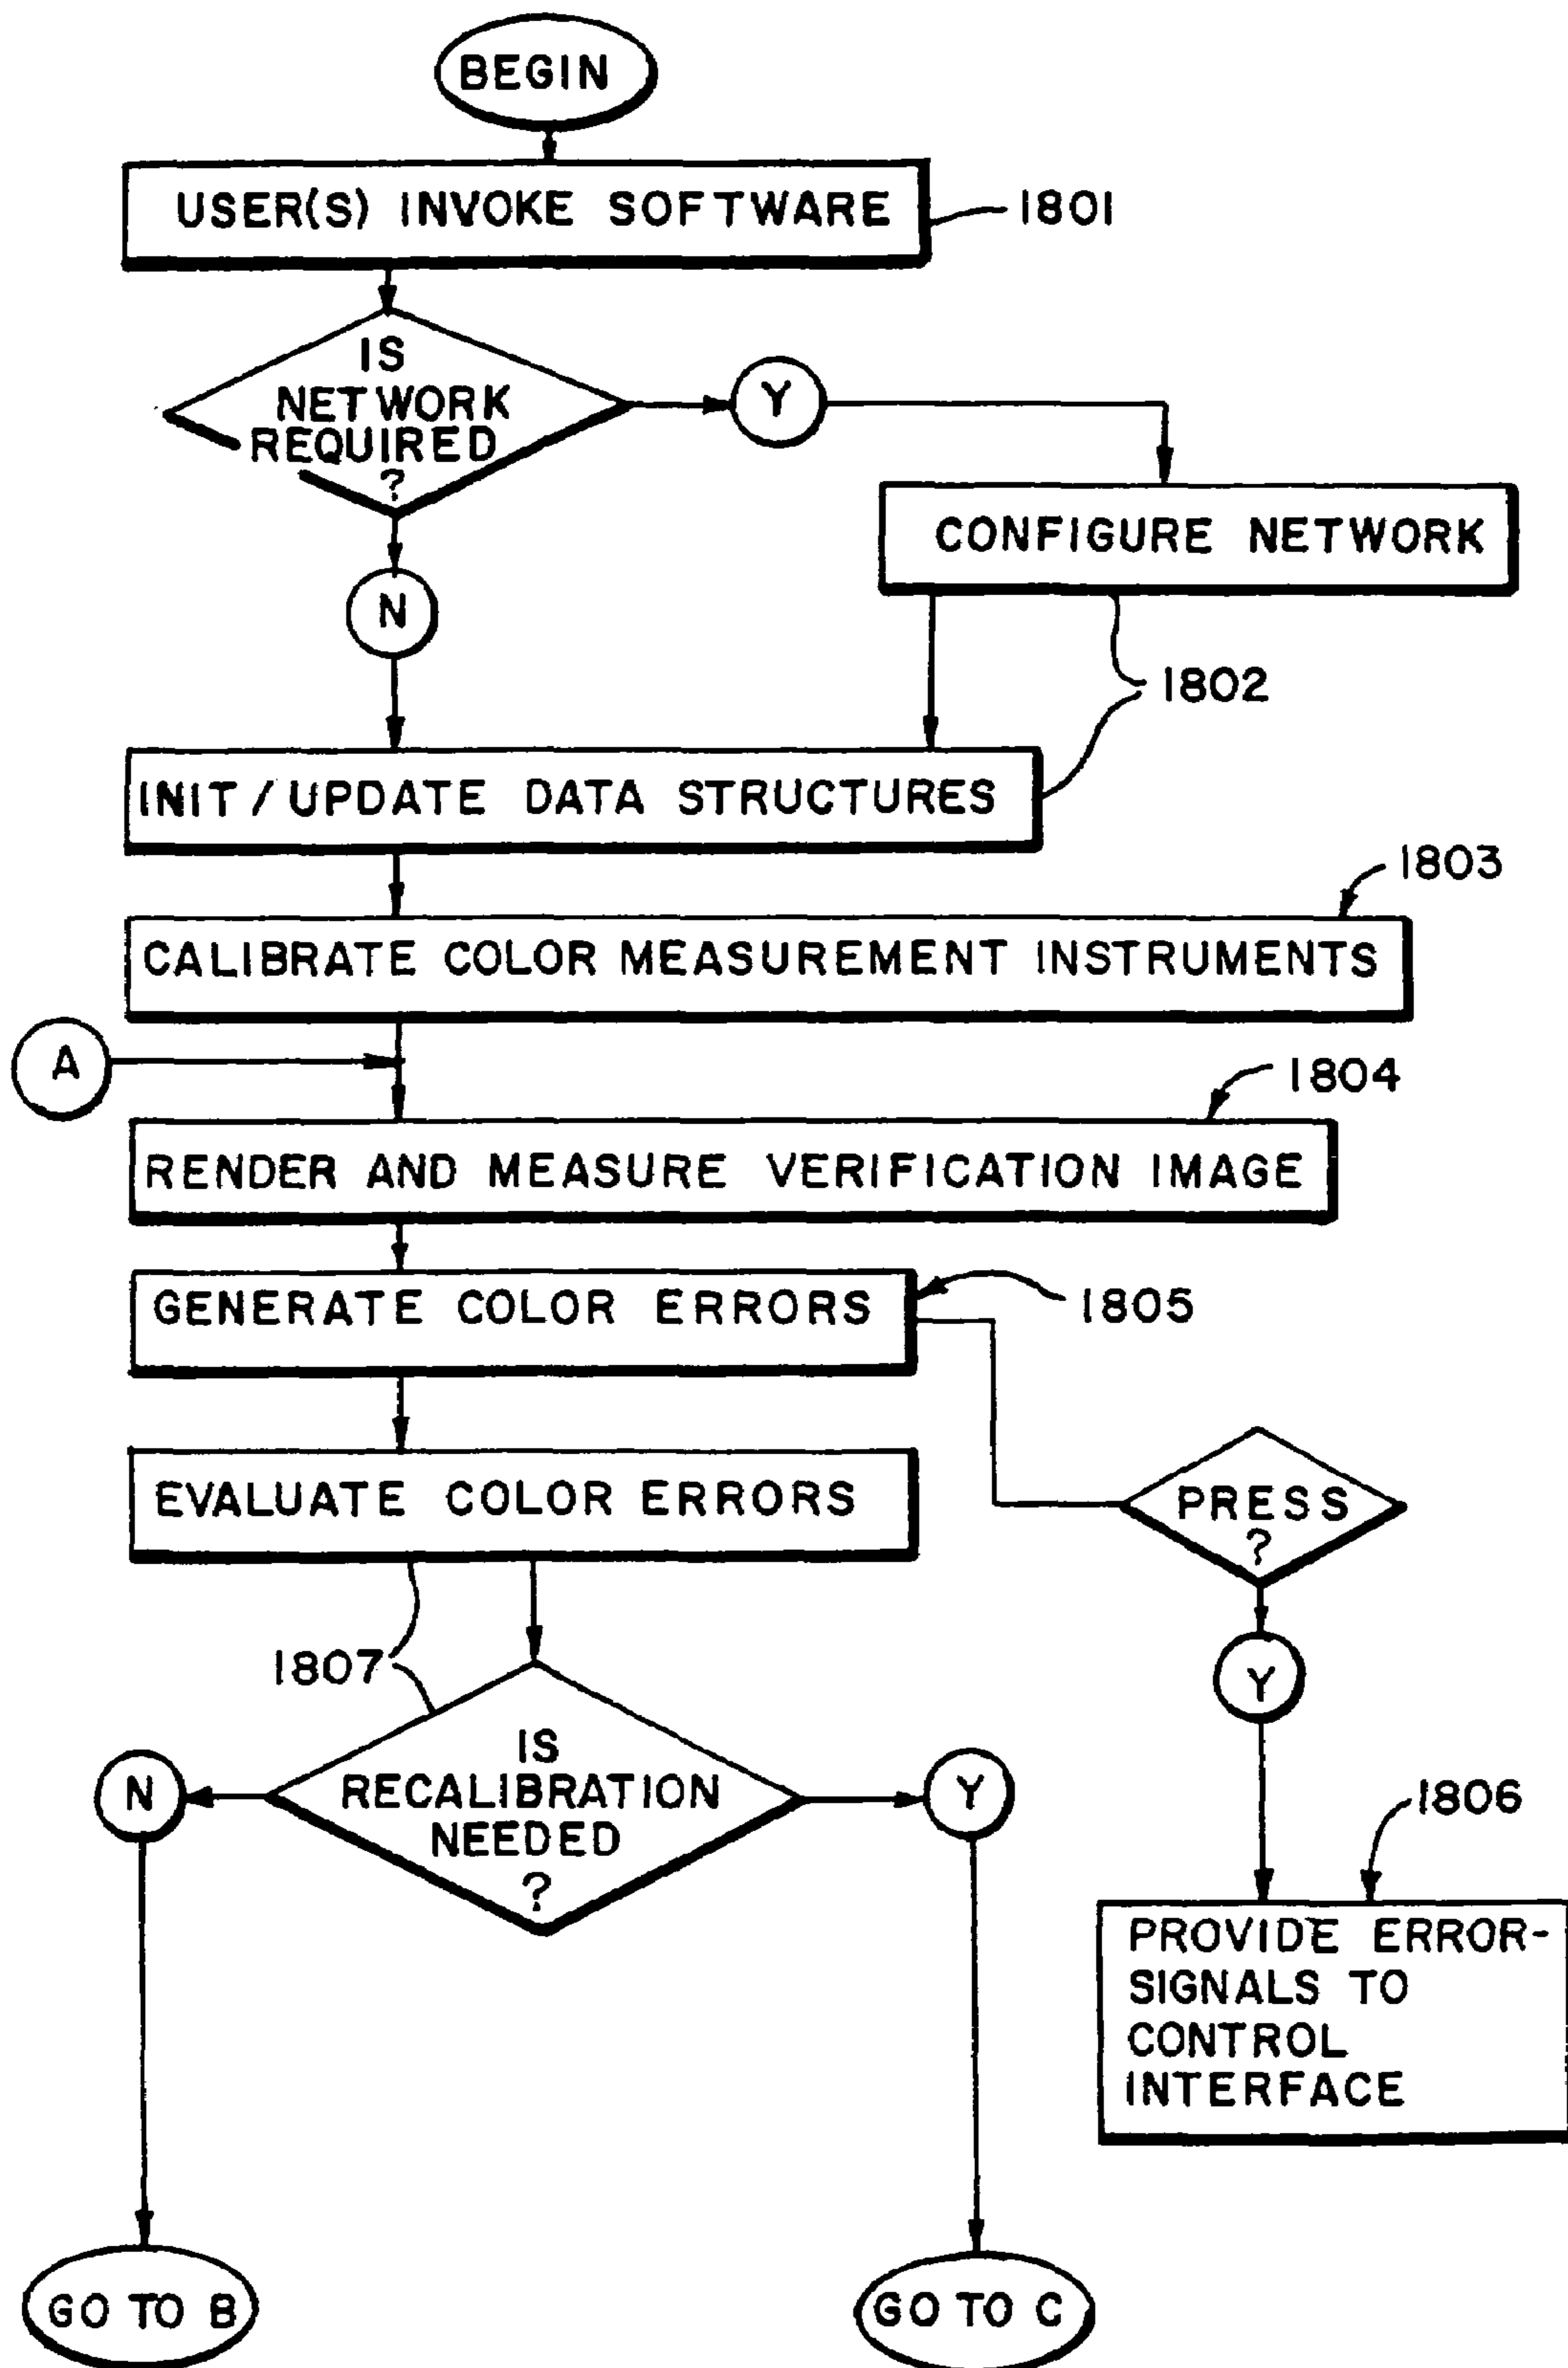 BEGIN
USER(S) INVOKE SOFTWARE
1801
IS
NETWORK
REQUIRED
?
Y
CONFIGURE NETWORK
N
1802
INIT/UPDATE DATA STRUCTURES
1803
CALIBRATE COLOR MEASUREMENT INSTRUMENTS
A
1804
RENDER AND MEASURE VERIFICATION IMAGE
GENERATE COLOR ERRORS
1805
EVALUATE COLOR ERRORS
PRESS
?
1807
Y
IS
RECALIBRATION
NEEDED
?
N
Y
1806
PROVIDE ERROR-
SIGNALS TO
CONTROL
INTERFACE
GO TO B
GO TO C